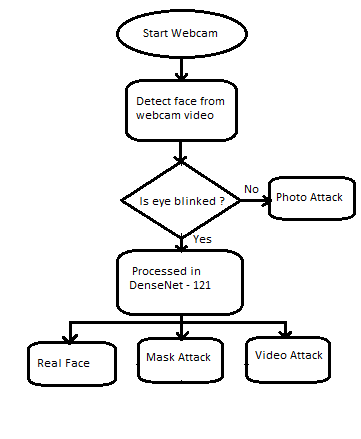 Start Webcam
Detect face from
webcam video
Is eye blinked ?
No
Photo Attack
Yes
Processed in
DenseNet - 121
Real Face
Mask Attack
Video Attack